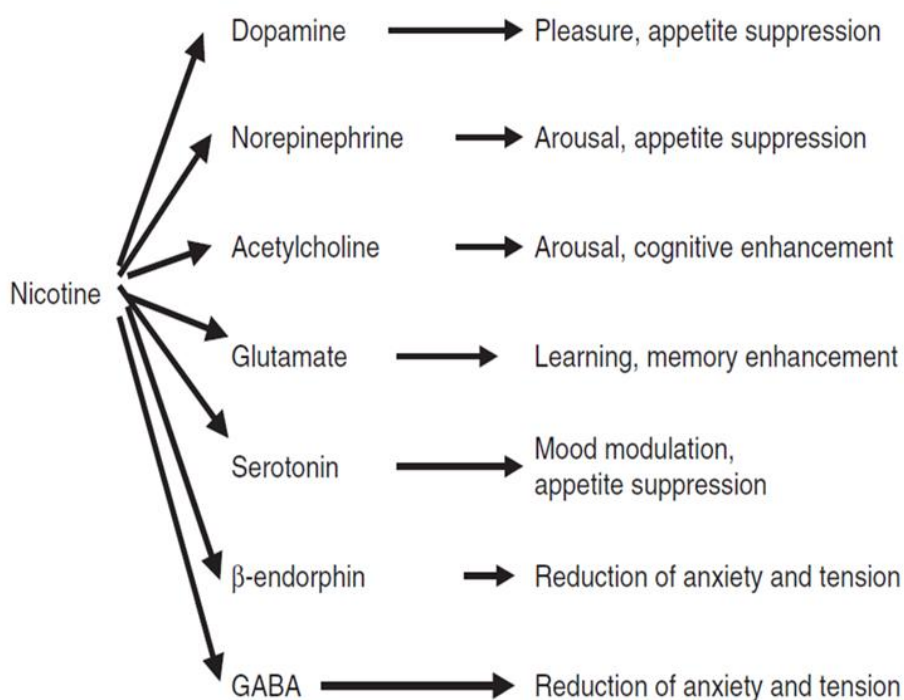 Dopamine Pleasure, appetite suppression
Norepinephrine Arousal, appetite suppression
Acetylcholine Arousal, cognitive enhancement
Nicotine
Glutamate Learning, memory enhancement
Serotonin Mood modulation,
appetite suppression
β-endorphin Reduction of anxiety and tension
GABA Reduction of anxiety and tension